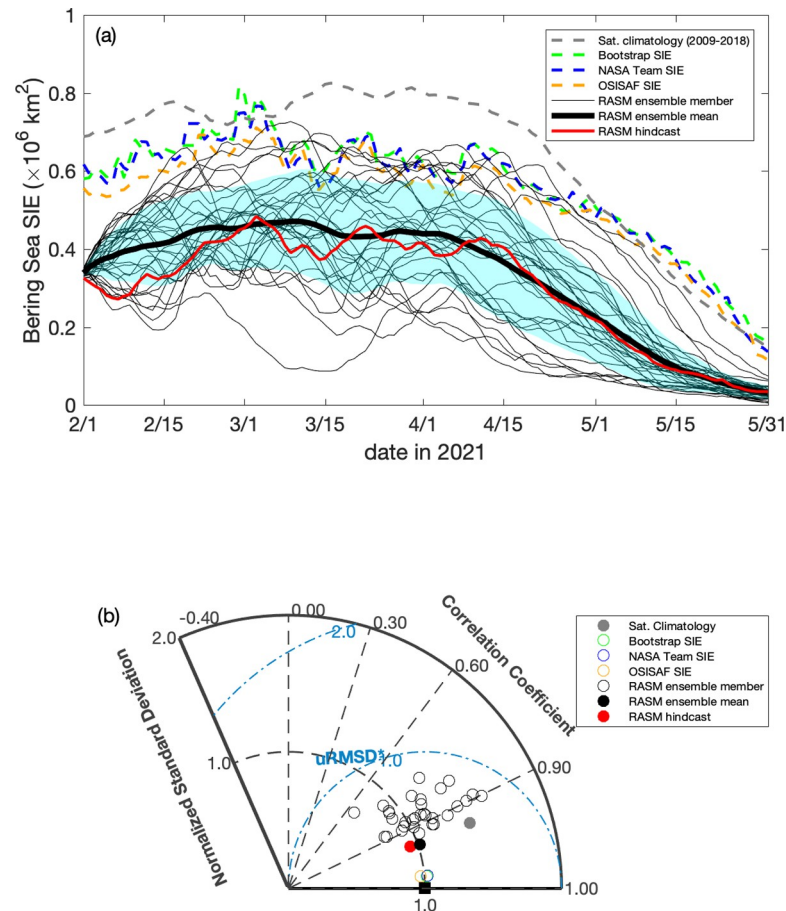 (a)
1
0.8
0.6
0.4
0.2
0
Bering Sea SIE (×10⁶ km²)
Sat. climatology (2009-2018)
Bootstrap SIE
NASA Team SIE
OSISAF SIE
RASM ensemble member
RASM ensemble mean
RASM hindcast
2/1 2/15 3/1 3/15 4/1 4/15 5/1 5/15 5/31
date in 2021
(b)
-0.40 0.00 0.30 0.60 0.90 1.00
Correlation Coefficient
2.0
1.0
Normalized Standard Deviation
2.0
uRMSD*
1.0
1.0
Sat. Climatology
Bootstrap SIE
NASA Team SIE
OSISAF SIE
RASM ensemble member
RASM ensemble mean
RASM hindcast